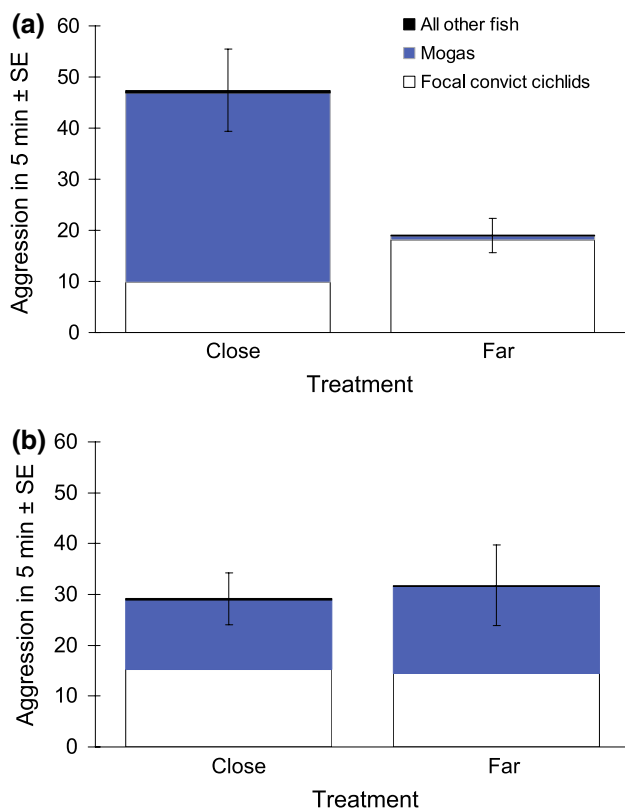 (a)
60
50
40
30
20
10
0
Aggression in 5 min ± SE
All other fish
Mogas
Focal convict cichlids
Close Far
Treatment
(b)
60
50
40
30
20
10
0
Aggression in 5 min ± SE
Close Far
Treatment